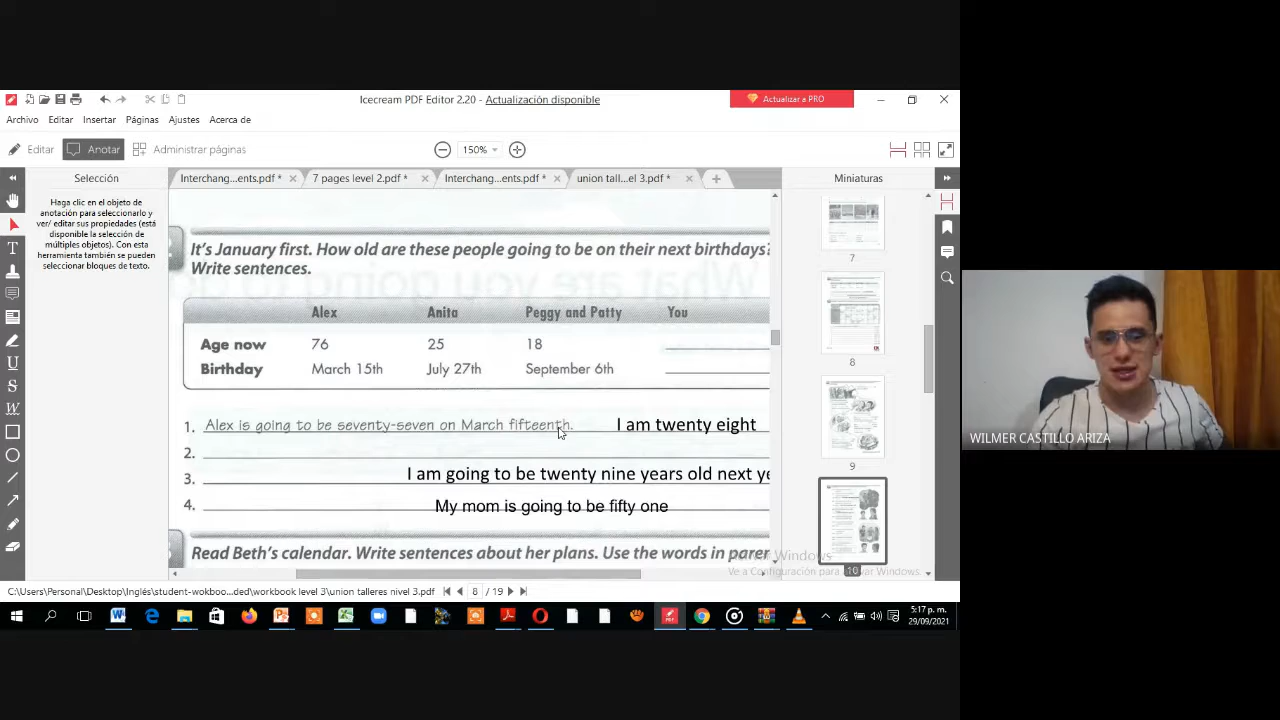 Icecream PDF Editor 2.20 - Actualización disponible
Actualizar a PRO
Archivo Editar Insertar Páginas Ajustes Acerca de
Editar Anotar Administrar páginas 150%
Selección
Interchang...ents.pdf * 7 pages level 2.pdf * Interchang...ents.pdf * union tall...el 3.pdf *
Miniaturas
Haga clic en el objeto de
anotación para seleccionarlo y
ver/ editar sus propiedades (está
disponible la selección de
múltiples objetos). Con esta
herramienta también se pueden
seleccionar bloques de texto.
It's January first. How old are these people going to be on their next birthdays?
Write sentences.
Alex Anita Peggy and Patty You
Age now 76 25 18
Birthday March 15th July 27th September 6th
1. Alex is going to be seventy-seven on March fifteenth. I am twenty eight
2.
3. I am going to be twenty nine years old next ye
4. My mom is going to be fifty one
Read Beth's calendar. Write sentences about her plans. Use the words in paren
7
8
9
10
WILMER CASTILLO ARIZA
Ve a Configuración para activar Windows.
C:\Users\Personal\Desktop\Inglés\student-wokboo...ded\workbook level 3\union talleres nivel 3.pdf 8 / 19
5:17 p. m.
29/09/2021